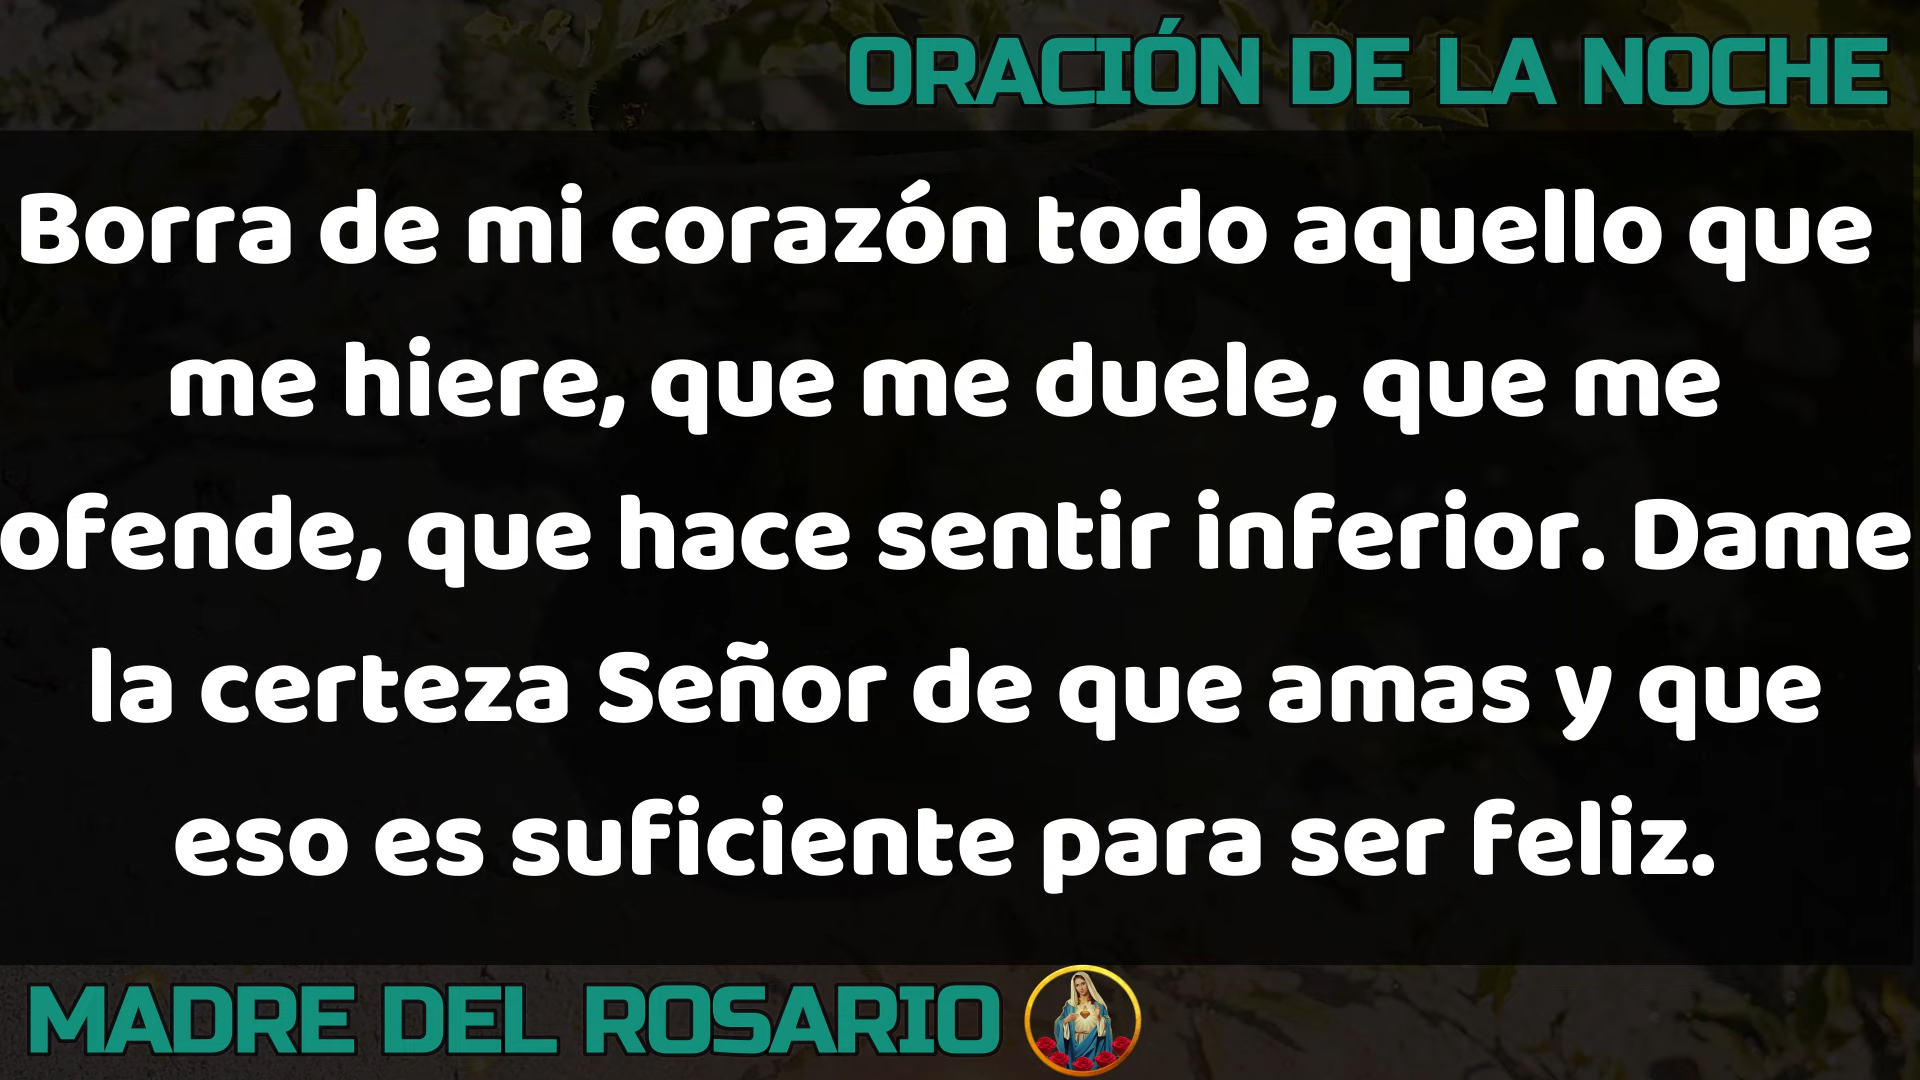 ORACIÓN DE LA NOCHE
Borra de mi corazón todo aquello que
me hiere, que me duele, que me
ofende, que hace sentir inferior. Dame
la certeza Señor de que amas y que
eso es suficiente para ser feliz.
MADRE DEL ROSARIO